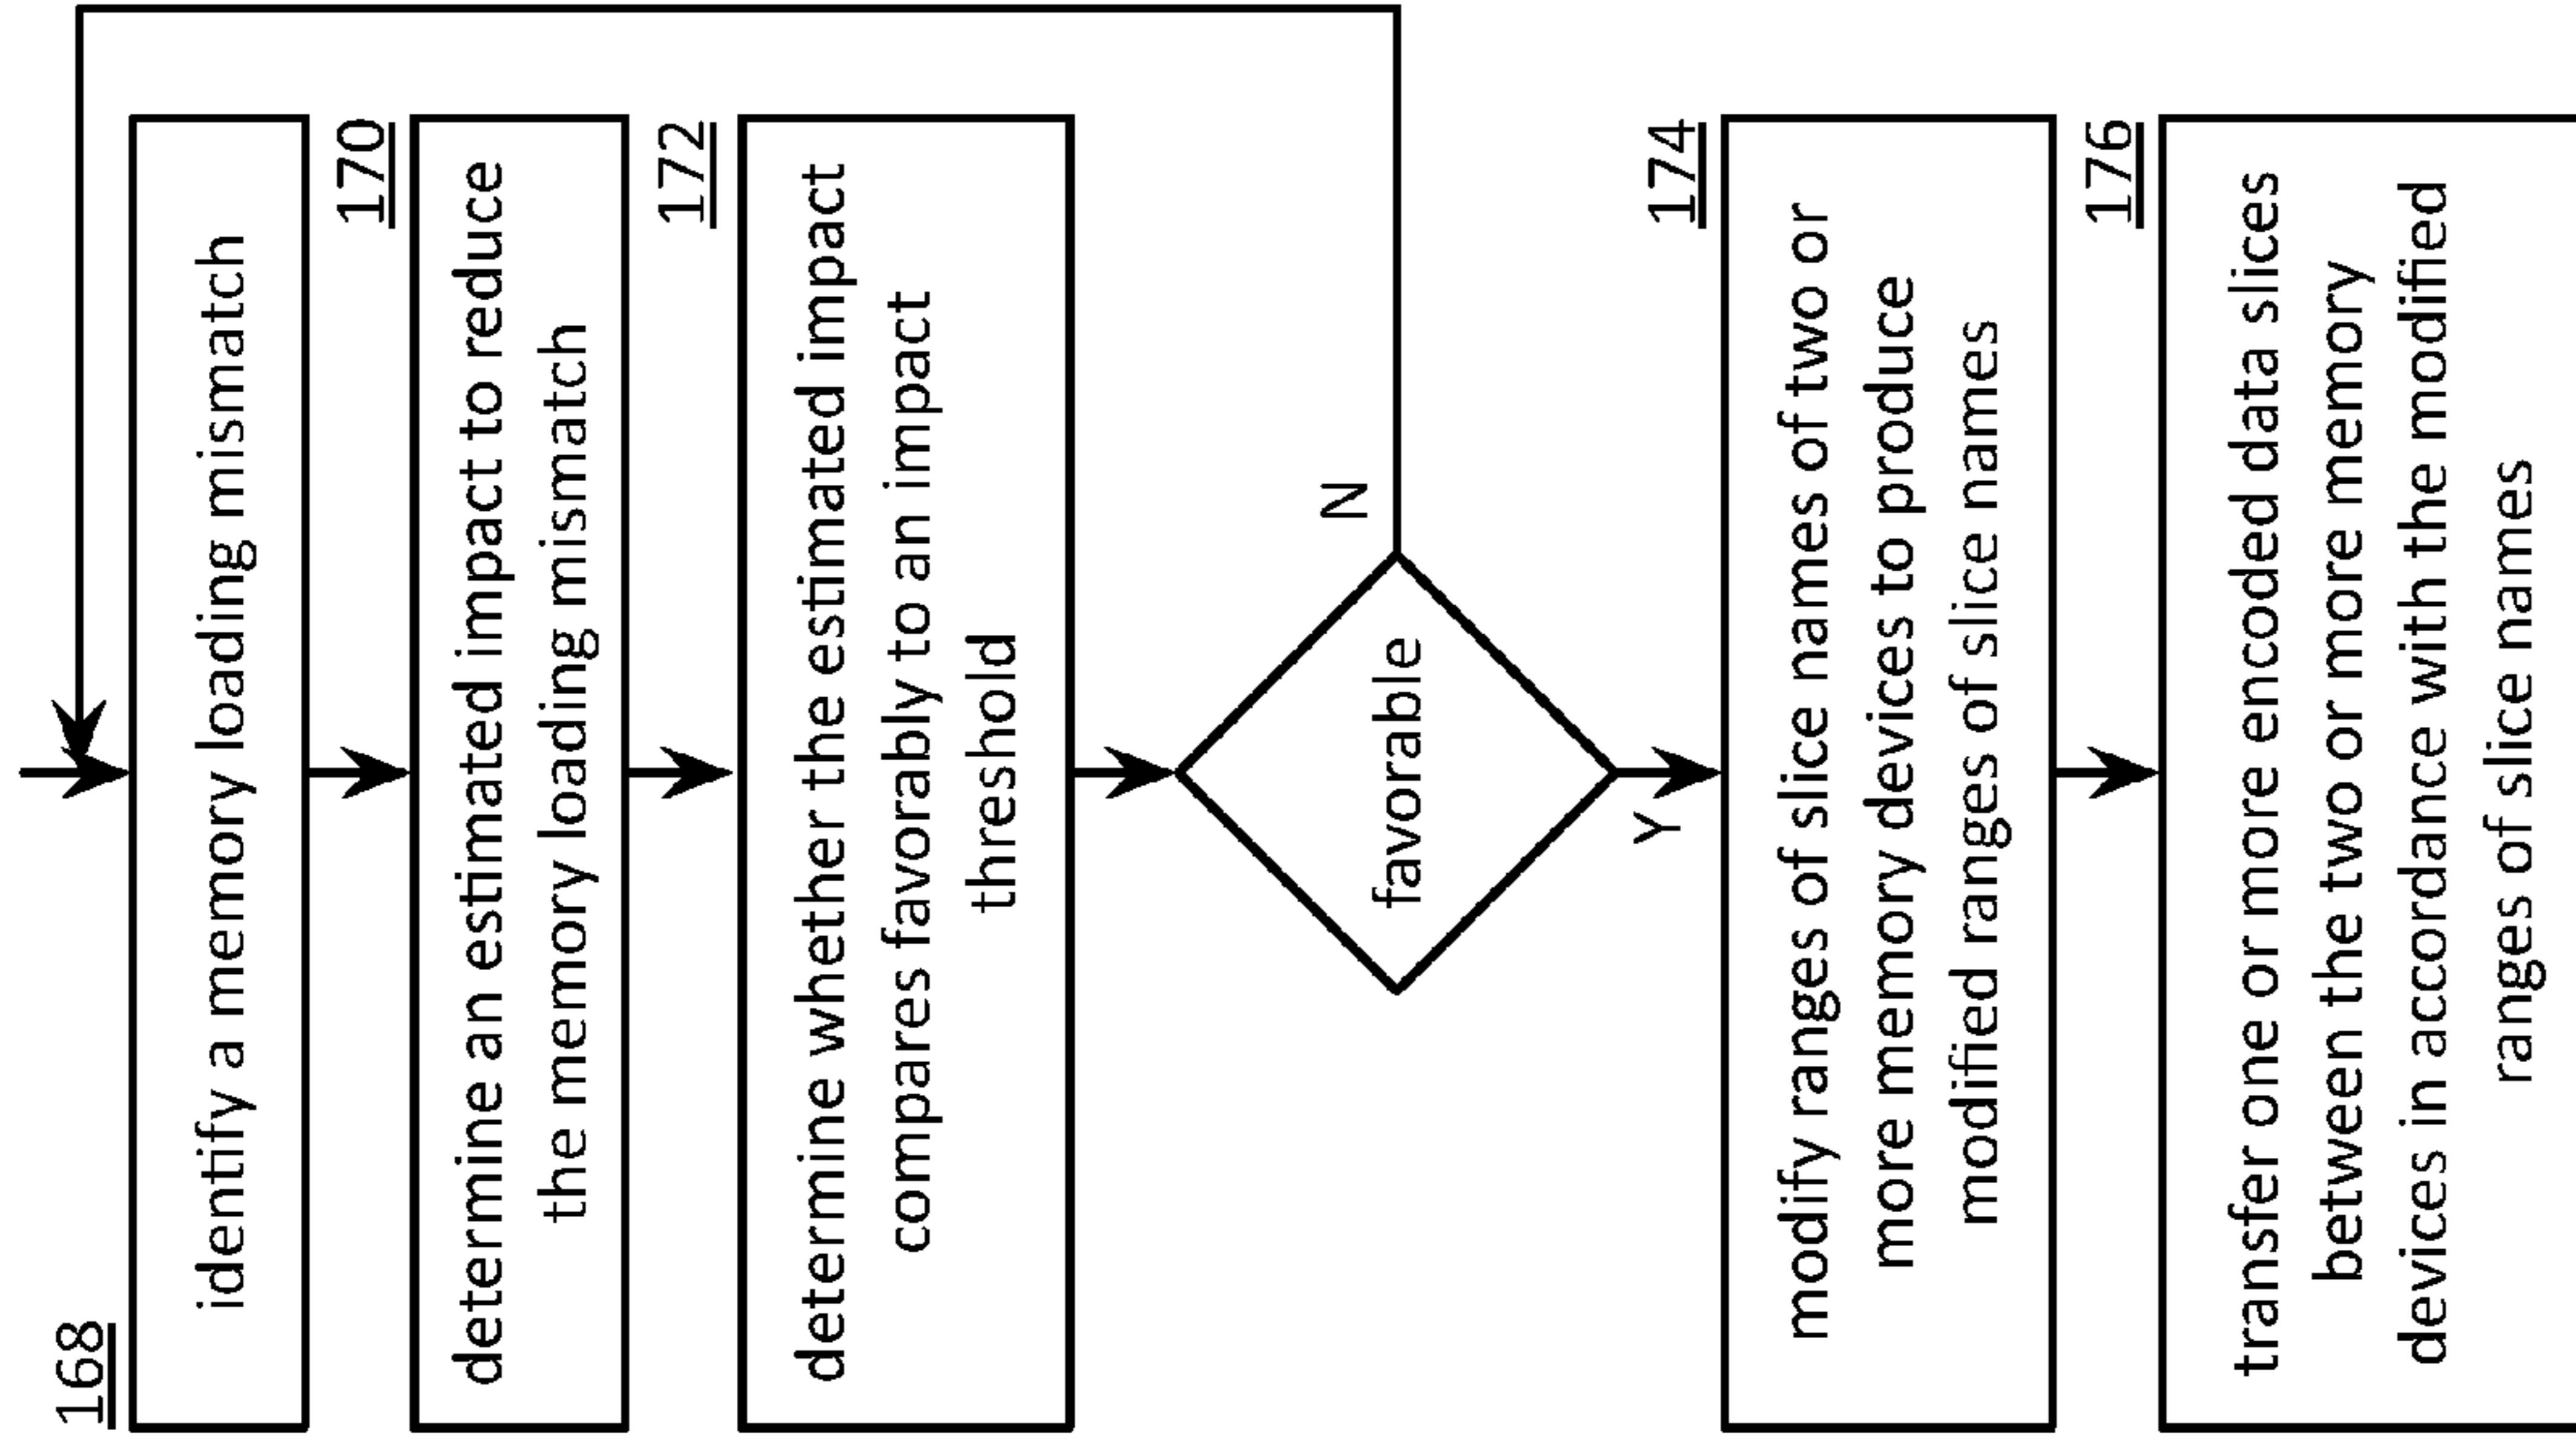 168
identify a memory loading mismatch
170
determine an estimated impact to reduce
the memory loading mismatch
172
determine whether the estimated impact
compares favorably to an impact
threshold
favorable
N
Y
174
modify ranges of slice names of two or
more memory devices to produce
modified ranges of slice names
176
transfer one or more encoded data slices
between the two or more memory
devices in accordance with the modified
ranges of slice names